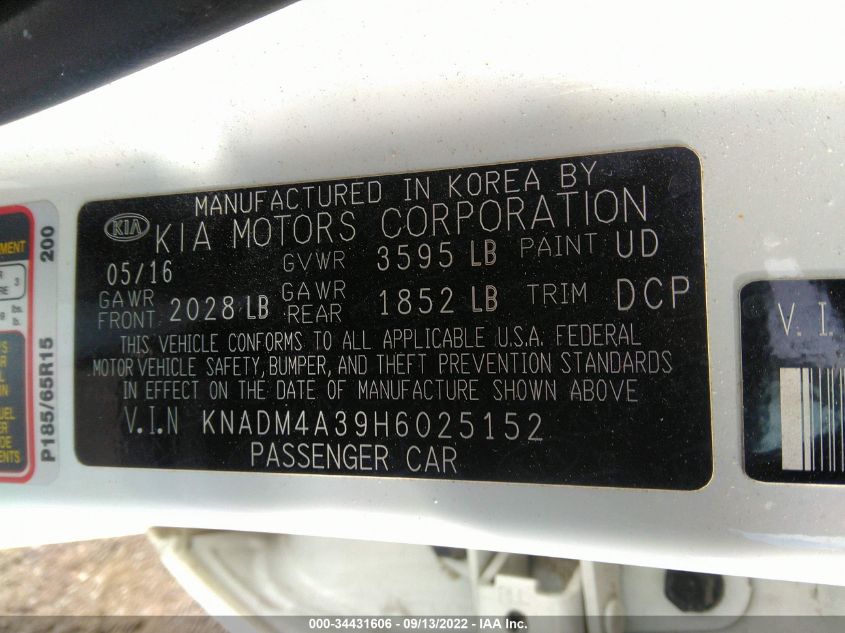 MANUFACTURED IN KOREA BY
KIA KIA MOTORS CORPORATION
05/16 GVWR 3595 LB PAINT UD
GAWR FRONT 2028 LB GAWR REAR 1852 LB TRIM DCP
THIS VEHICLE CONFORMS TO ALL APPLICABLE U.S.A. FEDERAL
MOTOR VEHICLE SAFETY, BUMPER, AND THEFT PREVENTION STANDARDS
IN EFFECT ON THE DATE OF MANUFACTURE SHOWN ABOVE
V.I.N KNADM4A39H6025152
PASSENGER CAR
P185/65R15 200
V. I.
000-34431606 - 09/13/2022 - IAA Inc.